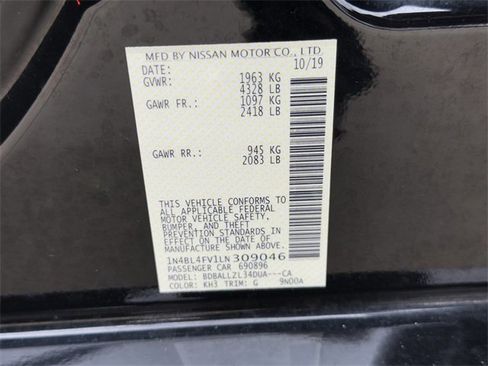 MFD BY NISSAN MOTOR CO., LTD.
DATE: 10/19
GVWR: 1963 KG
4328 LB
GAWR FR.: 1097 KG
2418 LB
GAWR RR.: 945 KG
2083 LB
THIS VEHICLE CONFORMS TO
ALL APPLICABLE FEDERAL
MOTOR VEHICLE SAFETY,
BUMPER, AND THEFT
PREVENTION STANDARDS IN
EFFECT ON THE DATE OF
MANUFACTURE SHOWN ABOVE.
1N4BL4FV1LN309046
PASSENGER CAR 690896
MODEL: BDBALLZL34DUA---CA
COLOR: KH3 TRIM: G 9N00A